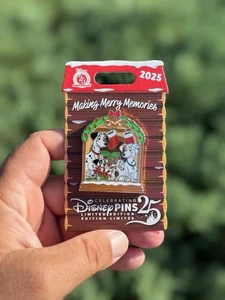 2025
Making Merry Memories
CELEBRATING
Disney PINS 25
LIMITED EDITION
EDITION LIMITÉE